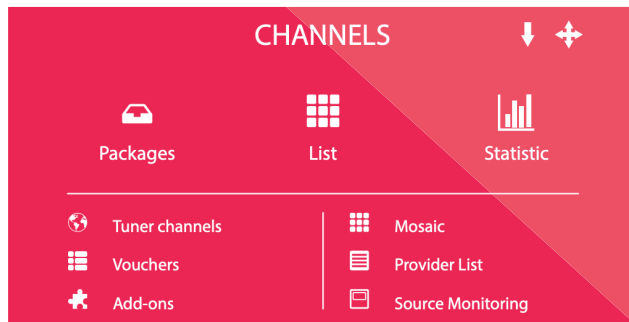 CHANNELS
Packages
List
Statistic
Tuner channels
Mosaic
Vouchers
Provider List
Add-ons
Source Monitoring